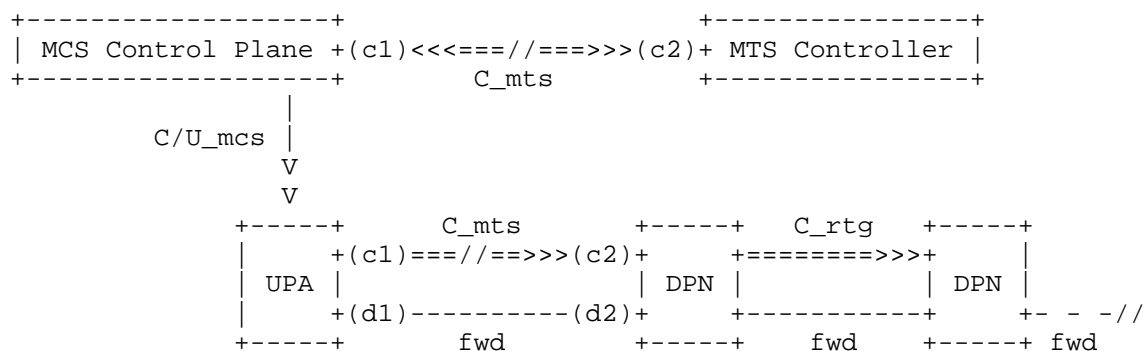 MCS Control Plane (c1) (c2) MTS Controller
C_mts
C/U_mcs
V
V
C_mts C_rtg
(c1) (c2)
UPA DPN DPN
(d1) (d2)
fwd fwd fwd